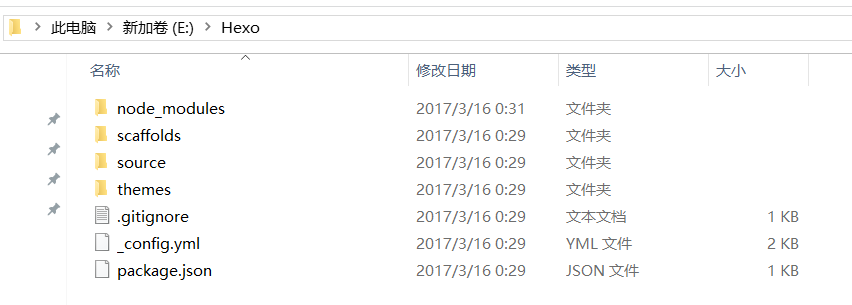 此电脑 > 新加卷 (E:) > Hexo
名称 修改日期 类型 大小
node_modules 2017/3/16 0:31 文件夹
scaffolds 2017/3/16 0:29 文件夹
source 2017/3/16 0:29 文件夹
themes 2017/3/16 0:29 文件夹
.gitignore 2017/3/16 0:29 文本文档 1 KB
_config.yml 2017/3/16 0:29 YML 文件 2 KB
package.json 2017/3/16 0:29 JSON 文件 1 KB